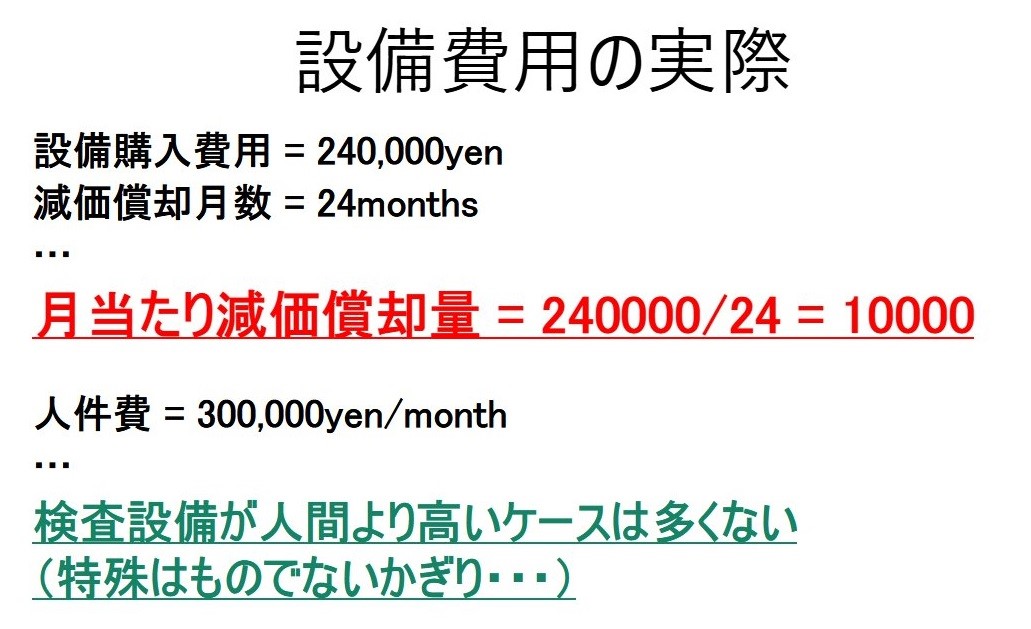 設備費用の実際
設備購入費用 = 240,000yen
減価償却月数 = 24months
…
月当たり減価償却量 = 240000/24 = 10000
人件費 = 300,000yen/month
…
検査設備が人間より高いケースは多くない
（特殊はものでないかぎり・・・）